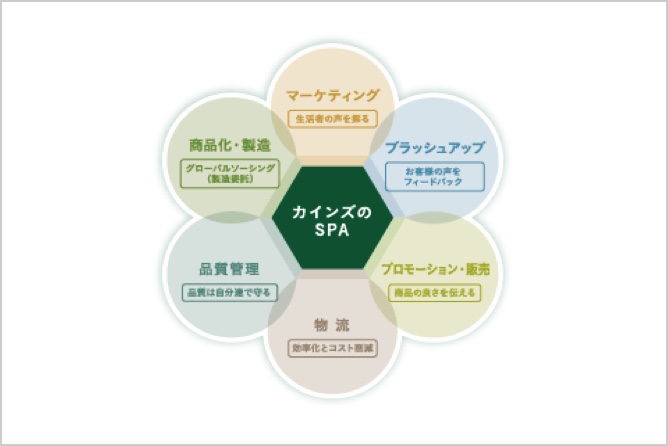 マーケティング
生活者の声を探る
ブラッシュアップ
お客様の声を
フィードバック
商品化・製造
グローバルソーシング
(製造委託)
カインズの
SPA
品質管理
品質は自分達で守る
プロモーション・販売
商品の良さを伝える
物流
効率化とコスト削減